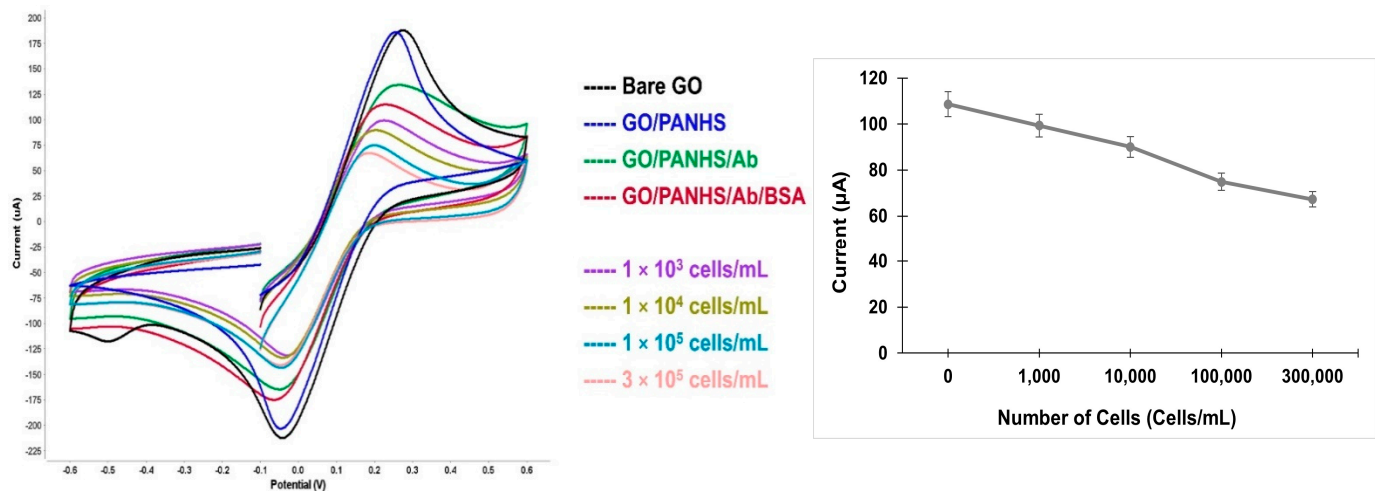 200
175
150
125
100
75
50
25
0
-25
-50
-75
-100
-125
-150
-175
-200
-225
Current (uA)
-0.6 -0.5 -0.4 -0.3 -0.2 -0.1 0.0 0.1 0.2 0.3 0.4 0.5 0.6
Potential (V)
----- Bare GO
----- GO/PANHS
----- GO/PANHS/Ab
----- GO/PANHS/Ab/BSA
----- 1 × 10³ cells/mL
----- 1 × 10⁴ cells/mL
----- 1 × 10⁵ cells/mL
----- 3 × 10⁵ cells/mL
120
100
80
60
40
20
0
Current (µA)
0 1,000 10,000 100,000 300,000
Number of Cells (Cells/mL)